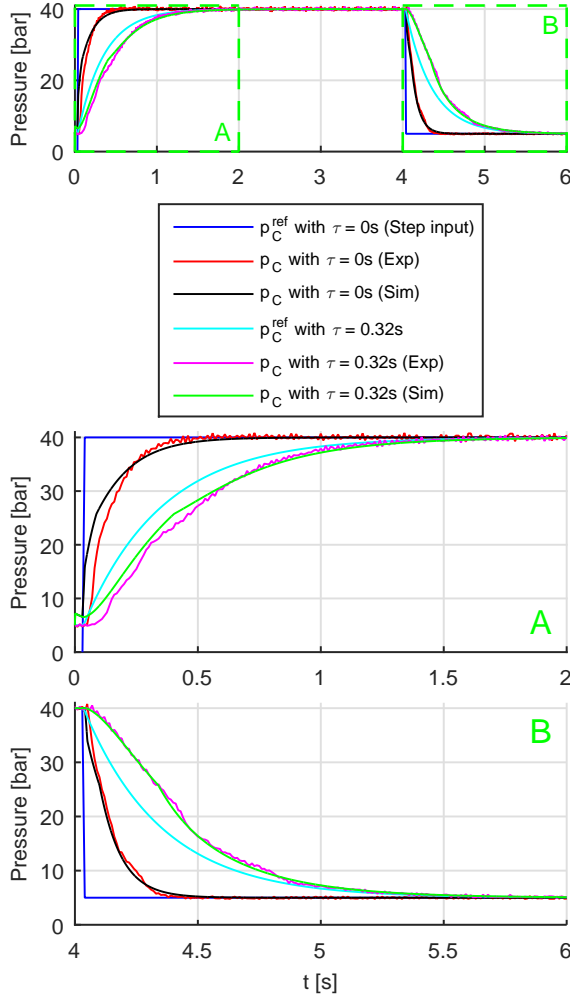 40
20
0
Pressure [bar]
A
B
0 1 2 3 4 5 6
p_C^ref with τ = 0s (Step input)
p_C with τ = 0s (Exp)
p_C with τ = 0s (Sim)
p_C^ref with τ = 0.32s
p_C with τ = 0.32s (Exp)
p_C with τ = 0.32s (Sim)
40
30
20
10
0
Pressure [bar]
A
0 0.5 1 1.5 2
40
30
20
10
0
Pressure [bar]
B
4 4.5 5 5.5 6
t [s]